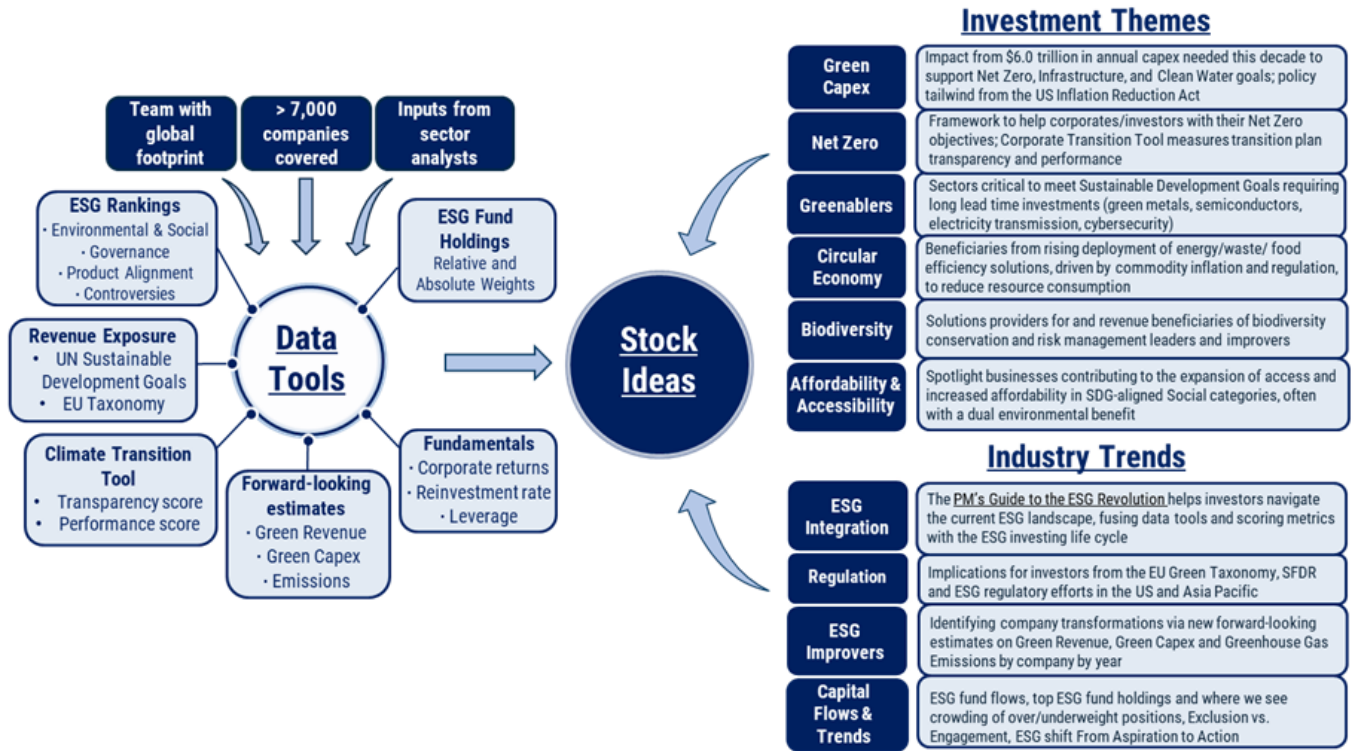 Team with
global
footprint
> 7,000
companies
covered
Inputs from
sector
analysts
ESG Rankings
· Environmental & Social
· Governance
· Product Alignment
· Controversies
ESG Fund
Holdings
Relative and
Absolute Weights
Revenue Exposure
• UN Sustainable
Development Goals
• EU Taxonomy
Data
Tools
Climate Transition
Tool
• Transparency score
• Performance score
Forward-looking
estimates
· Green Revenue
· Green Capex
· Emissions
Fundamentals
· Corporate returns
· Reinvestment rate
· Leverage
Stock
Ideas
Investment Themes
Green
Capex
Impact from $6.0 trillion in annual capex needed this decade to
support Net Zero, Infrastructure, and Clean Water goals; policy
tailwind from the US Inflation Reduction Act
Net Zero
Framework to help corporates/investors with their Net Zero
objectives; Corporate Transition Tool measures transition plan
transparency and performance
Greenablers
Sectors critical to meet Sustainable Development Goals requiring
long lead time investments (green metals, semiconductors,
electricity transmission, cybersecurity)
Circular
Economy
Beneficiaries from rising deployment of energy/waste/ food
efficiency solutions, driven by commodity inflation and regulation,
to reduce resource consumption
Biodiversity
Solutions providers for and revenue beneficiaries of biodiversity
conservation and risk management leaders and improvers
Affordability &
Accessibility
Spotlight businesses contributing to the expansion of access and
increased affordability in SDG-aligned Social categories, often
with a dual environmental benefit
Industry Trends
ESG
Integration
The PM's Guide to the ESG Revolution helps investors navigate
the current ESG landscape, fusing data tools and scoring metrics
with the ESG investing life cycle
Regulation
Implications for investors from the EU Green Taxonomy, SFDR
and ESG regulatory efforts in the US and Asia Pacific
ESG
Improvers
Identifying company transformations via new forward-looking
estimates on Green Revenue, Green Capex and Greenhouse Gas
Emissions by company by year
Capital
Flows &
Trends
ESG fund flows, top ESG fund holdings and where we see
crowding of over/underweight positions, Exclusion vs.
Engagement, ESG shift From Aspiration to Action